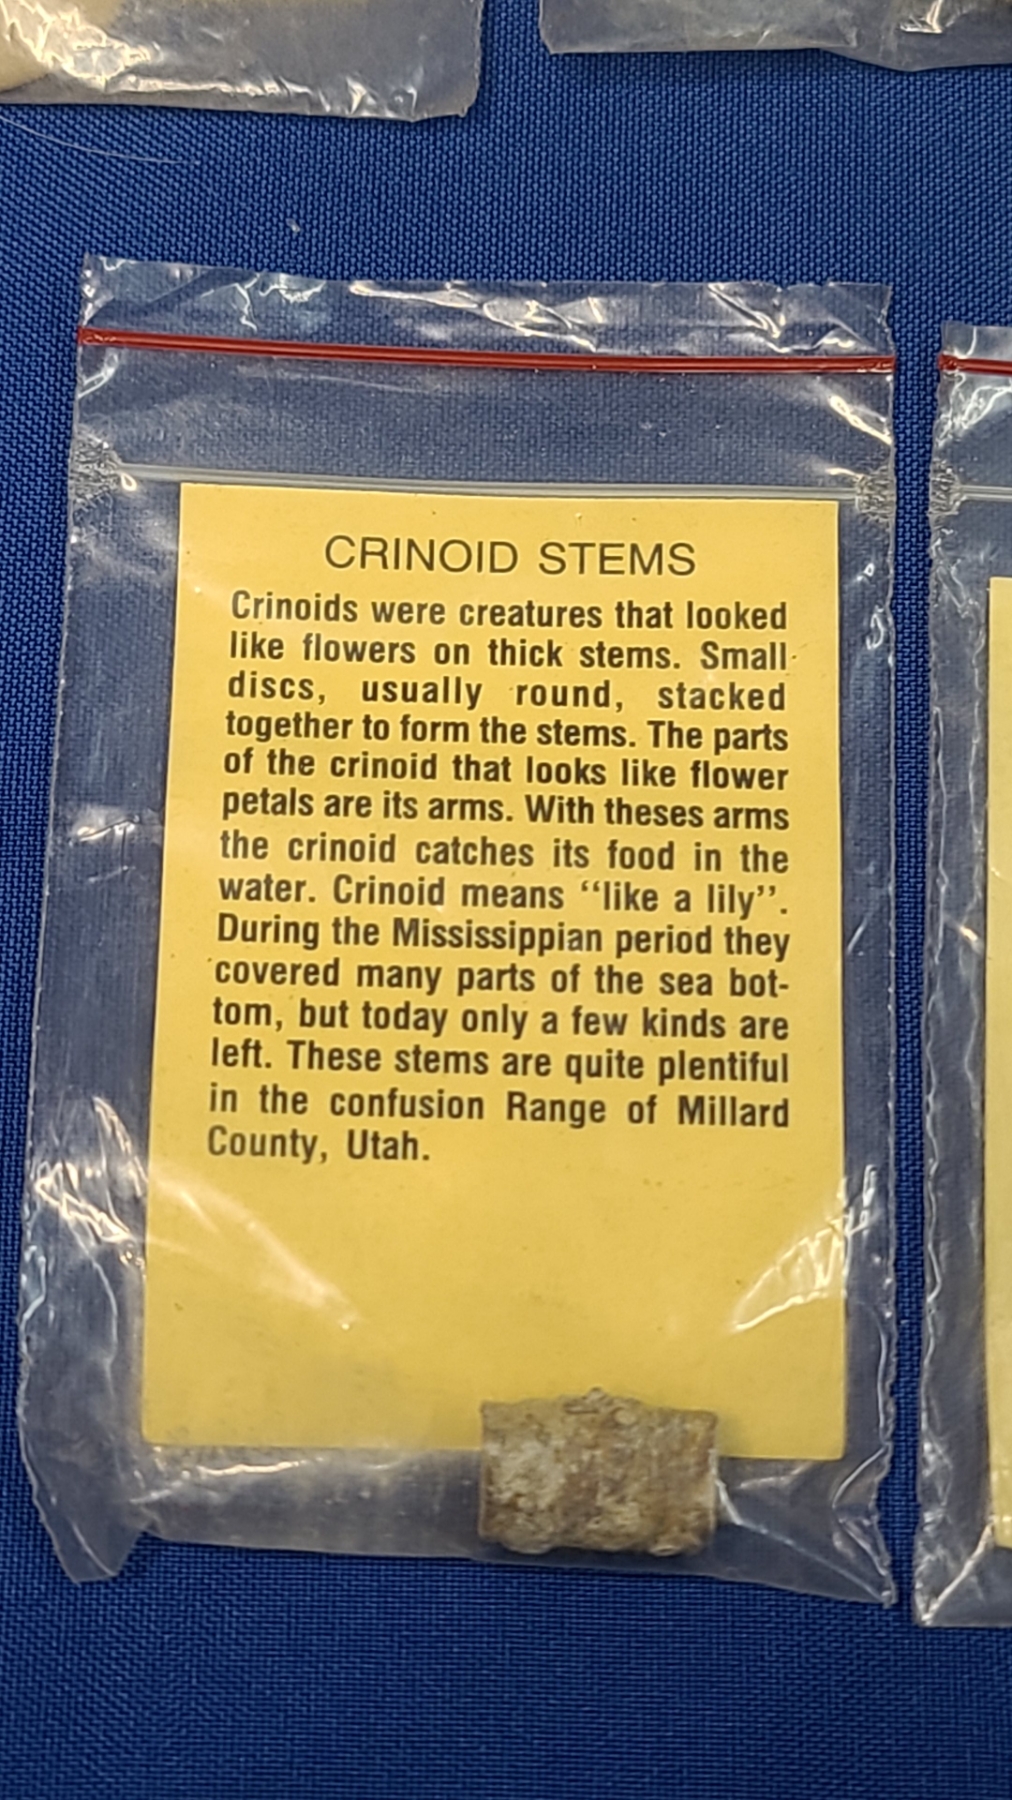 CRINOID STEMS
Crinoids were creatures that looked
like flowers on thick stems. Small
discs, usually round, stacked
together to form the stems. The parts
of the crinoid that looks like flower
petals are its arms. With theses arms
the crinoid catches its food in the
water. Crinoid means “like a lily”.
During the Mississippian period they
covered many parts of the sea bot-
tom, but today only a few kinds are
left. These stems are quite plentiful
in the confusion Range of Millard
County, Utah.